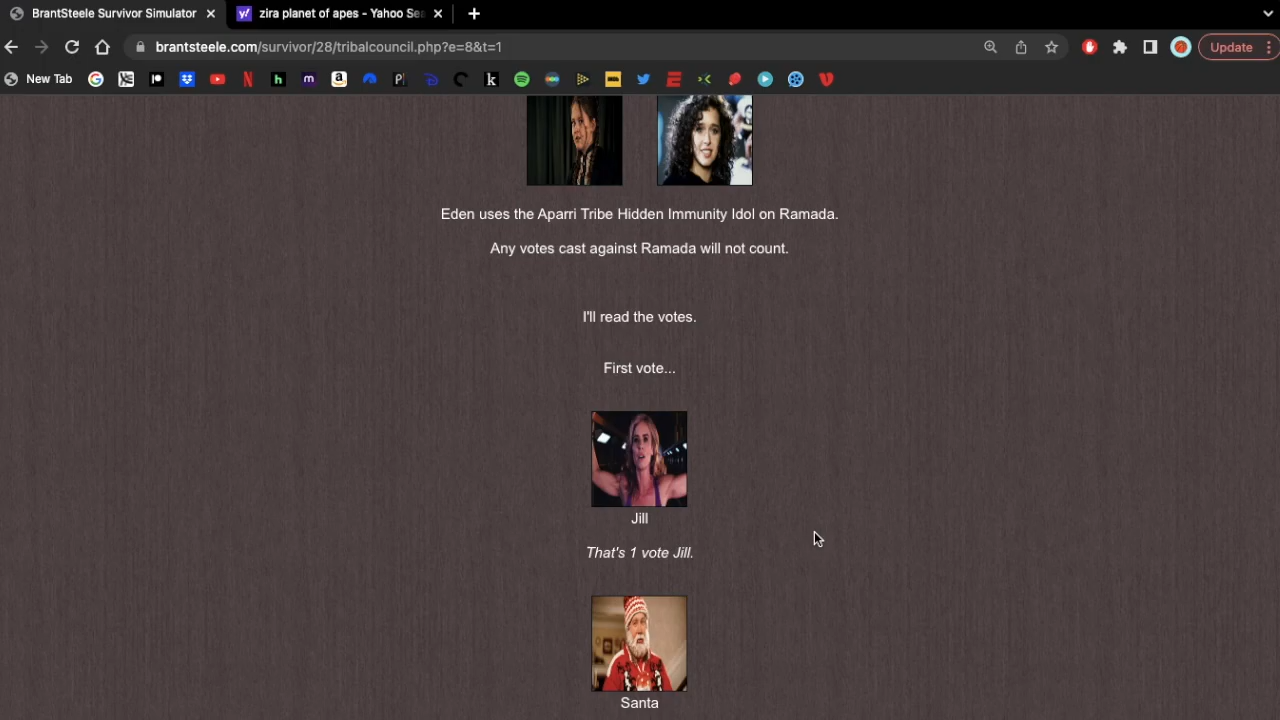 BrantSteele Survivor Simulator
zira planet of apes - Yahoo Sea
brantsteele.com/survivor/28/tribalcouncil.php?e=8&t=1
Update
New Tab
Eden uses the Aparri Tribe Hidden Immunity Idol on Ramada.
Any votes cast against Ramada will not count.
I'll read the votes.
First vote...
Jill
That's 1 vote Jill.
Santa